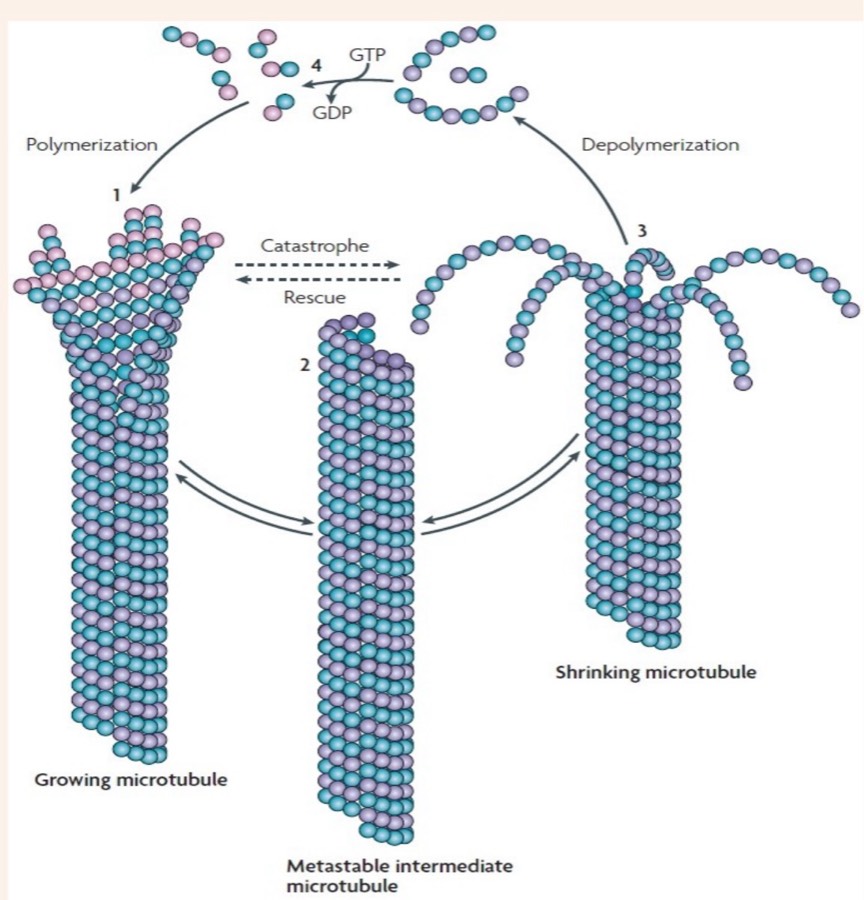 4
GTP
GDP
Polymerization
Depolymerization
1
3
Catastrophe
Rescue
2
Shrinking microtubule
Growing microtubule
Metastable intermediate
microtubule